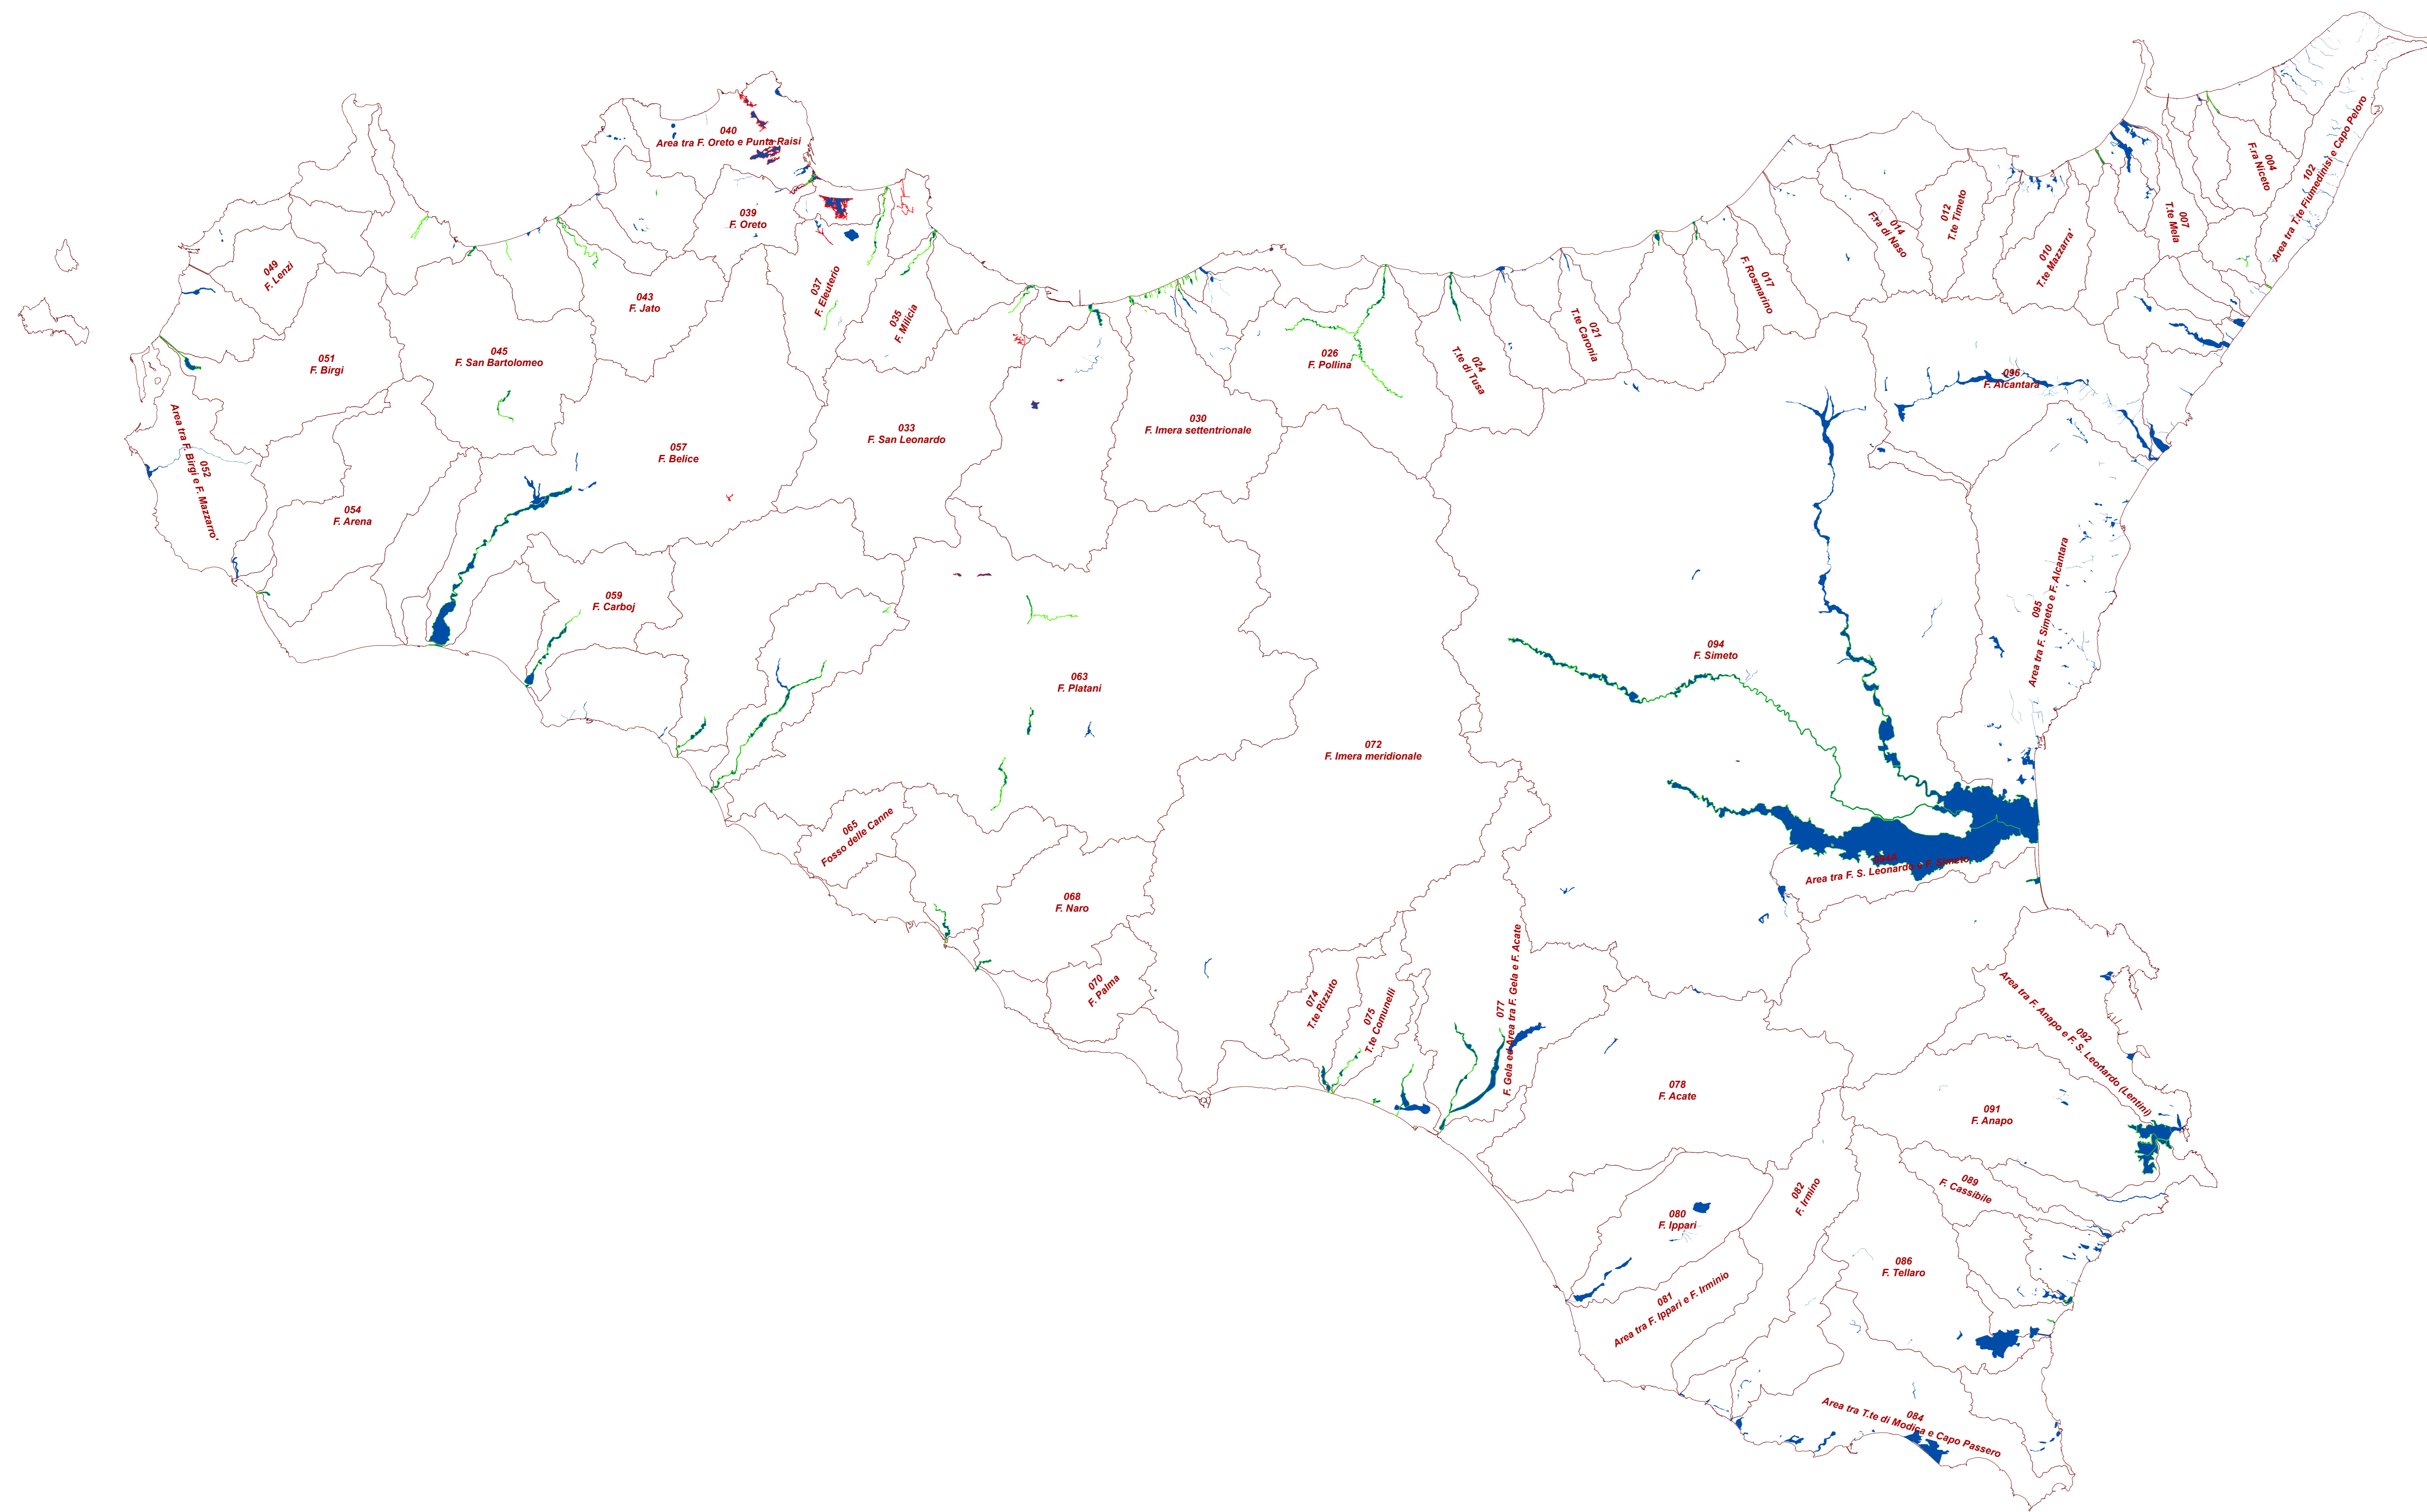 040
Area tra F. Oreto e Punta Raisi
004
F.ra Niceto
102
Area tra T.te Fiumedinisi e Capo Peloro
039
F. Oreto
014
F.ra di Naso
012
T.te Timeto
010
T.te Mazzarra'
007
T.te Mela
049
F. Lenzi
043
F. Jato
037
F. Eleuterio
035
F. Milicia
017
F. Rosmarino
051
F. Birgi
045
F. San Bartolomeo
026
F. Pollina
024
T.te di Tusa
021
T.te Caronia
096
F. Alcantara
052
Area tra F. Birgi e F. Mazzarro'
054
F. Arena
057
F. Belice
033
F. San Leonardo
030
F. Imera settentrionale
059
F. Carboj
063
F. Platani
094
F. Simeto
095
Area tra F. Simeto e F. Alcantara
072
F. Imera meridionale
065
Fosso delle Canne
094A
Area tra F. S. Leonardo e F. Simeto
068
F. Naro
070
F. Palma
074
T.te Rizzuto
075
T.te Comunelli
077
F. Gela ed Area tra F. Gela e F. Acate
078
F. Acate
092
Area tra F. Anapo e F. S. Leonardo (Lentini)
091
F. Anapo
089
F. Cassibile
080
F. Ippari
082
F. Irmino
081
Area tra F. Ippari e F. Irminio
086
F. Tellaro
084
Area tra T.te di Modica e Capo Passero